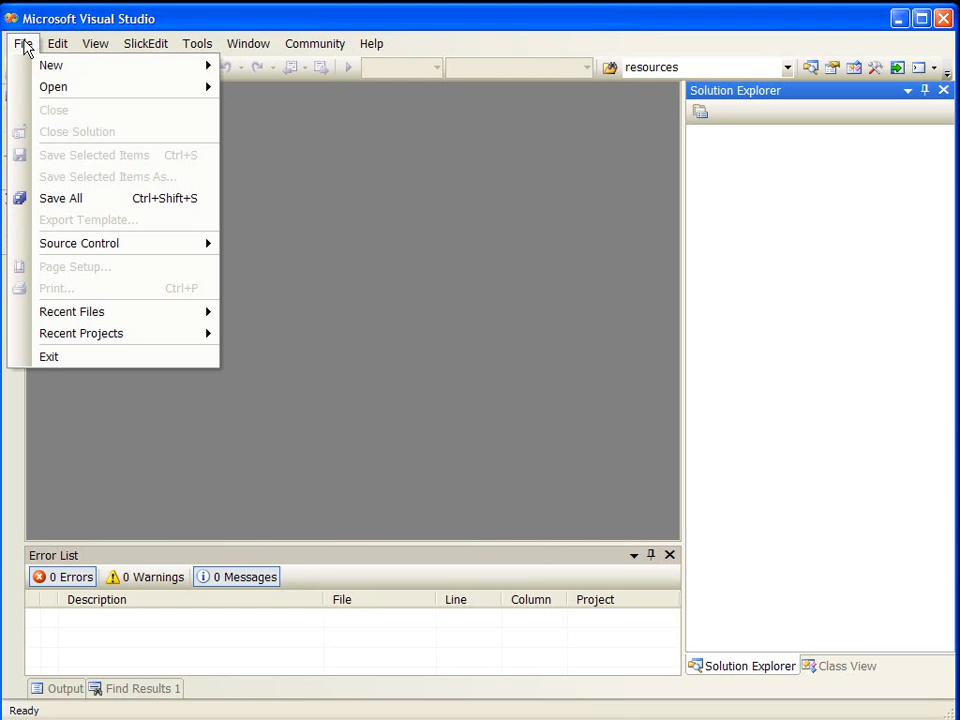 Microsoft Visual Studio
File Edit View SlickEdit Tools Window Community Help
resources
New
Open
Close
Close Solution
Save Selected Items Ctrl+S
Save Selected Items As...
Save All Ctrl+Shift+S
Export Template...
Source Control
Page Setup...
Print... Ctrl+P
Recent Files
Recent Projects
Exit
Solution Explorer
Error List
0 Errors 0 Warnings 0 Messages
Description File Line Column Project
Solution Explorer Class View
Output Find Results 1
Ready